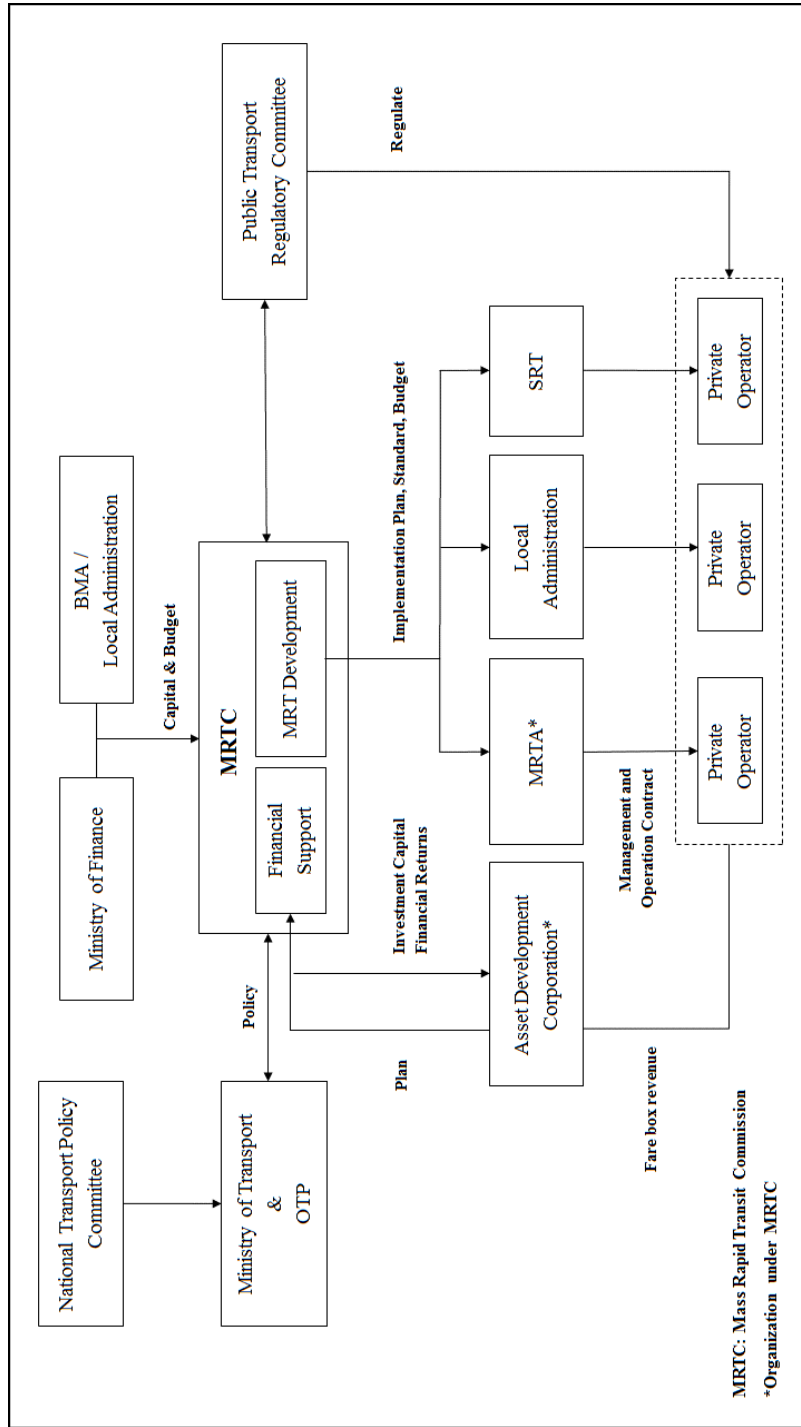 National Transport Policy
Committee
Ministry of Finance
BMA /
Local Administration
Capital & Budget
Ministry of Transport
&
OTP
Policy
MRTC
Financial
Support
MRT Development
Public Transport
Regulatory Committee
Plan
Investment Capital
Financial Returns
Implementation Plan, Standard, Budget
Regulate
Asset Development
Corporation*
MRTA*
Local
Administration
SRT
Management and
Operation Contract
Fare box revenue
Private
Operator
Private
Operator
Private
Operator
MRTC: Mass Rapid Transit Commission
*Organization under MRTC